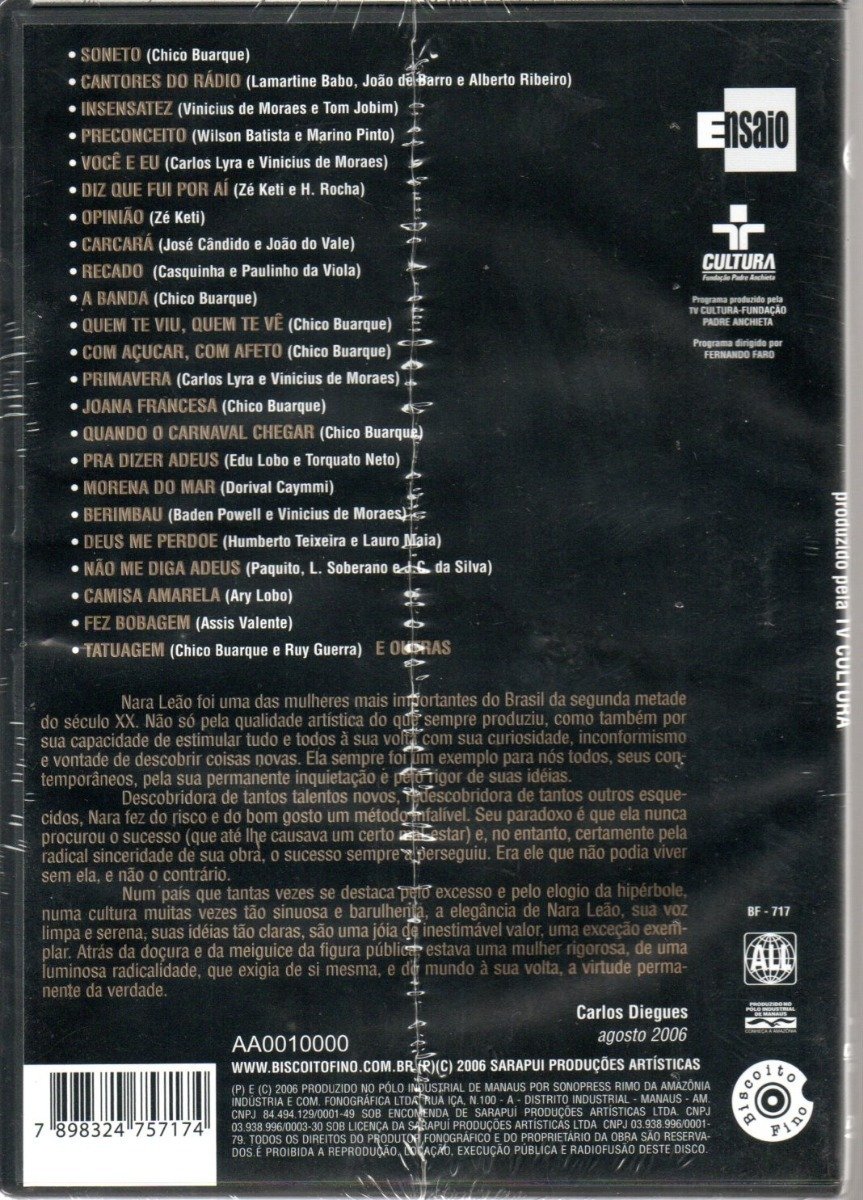 • SONETO (Chico Buarque)
• CANTORES DO RÁDIO (Lamartine Babo, João de Barro e Alberto Ribeiro)
• INSENSATEZ (Vinicius de Moraes e Tom Jobim)
• PRECONCEITO (Wilson Batista e Marino Pinto)
• VOCÊ E EU (Carlos Lyra e Vinicius de Moraes)
• DIZ QUE FUI POR AÍ (Zé Keti e H. Rocha)
• OPINIÃO (Zé Keti)
• CARCARÁ (José Cândido e João do Vale)
• RECADO (Casquinha e Paulinho da Viola)
• A BANDA (Chico Buarque)
• QUEM TE VIU, QUEM TE VÊ (Chico Buarque)
• COM AÇUCAR, COM AFETO (Chico Buarque)
• PRIMAVERA (Carlos Lyra e Vinicius de Moraes)
• JOANA FRANCESA (Chico Buarque)
• QUANDO O CARNAVAL CHEGAR (Chico Buarque)
• PRA DIZER ADEUS (Edu Lobo e Torquato Neto)
• MORENA DO MAR (Dorival Caymmi)
• BERIMBAU (Baden Powell e Vinicius de Moraes)
• DEUS ME PERDOE (Humberto Teixeira e Lauro Maia)
• NÃO ME DIGA ADEUS (Paquito, L. Soberano e J. C. da Silva)
• CAMISA AMARELA (Ary Lobo)
• FEZ BOBAGEM (Assis Valente)
• TATUAGEM (Chico Buarque e Ruy Guerra) E OUTRAS
Ensaio
CULTURA
Fundação Padre Anchieta
Programa produzido pela
TV CULTURA-FUNDAÇÃO
PADRE ANCHIETA
Programa dirigido por
FERNANDO FARO
produzido pela TV CULTURA
Nara Leão foi uma das mulheres mais importantes do Brasil da segunda metade
do século XX. Não só pela qualidade artística do que sempre produziu, como também por
sua capacidade de estimular tudo e todos à sua volta com sua curiosidade, inconformismo
e vontade de descobrir coisas novas. Ela sempre foi um exemplo para nós todos, seus con-
temporâneos, pela sua permanente inquietação e pelo rigor de suas idéias.
Descobridora de tantos talentos novos, redescobridora de tantos outros esque-
cidos, Nara fez do risco e do bom gosto um método infalível. Seu paradoxo é que ela nunca
procurou o sucesso (que até lhe causava um certo mal estar) e, no entanto, certamente pela
radical sinceridade de sua obra, o sucesso sempre a perseguiu. Era ele que não podia viver
sem ela, e não o contrário.
Num país que tantas vezes se destaca pelo excesso e pelo elogio da hipérbole,
numa cultura muitas vezes tão sinuosa e barulhenta, a elegância de Nara Leão, sua voz
limpa e serena, suas idéias tão claras, são uma jóia de inestimável valor, uma exceção exem-
plar. Atrás da doçura e da meiguice da figura pública, estava uma mulher rigorosa, de uma
luminosa radicalidade, que exigia de si mesma, e do mundo à sua volta, a virtude perma-
nente da verdade.
Carlos Diegues
agosto 2006
BF - 717
ALL
PRODUZIDO NO
PÓLO INDUSTRIAL
DE MANAUS
CONHEÇA A AMAZÔNIA
Biscoito
Fino
AA0010000
WWW.BISCOITOFINO.COM.BR (P)(C) 2006 SARAPUI PRODUÇÕES ARTÍSTICAS
(P) E (C) 2006 PRODUZIDO NO PÓLO INDUSTRIAL DE MANAUS POR SONOPRESS RIMO DA AMAZÔNIA
INDÚSTRIA E COM. FONOGRÁFICA LTDA RUA IÇA, N.100 - A - DISTRITO INDUSTRIAL - MANAUS - AM.
CNPJ 84.494.129/0001-49 SOB ENCOMENDA DE SARAPUÍ PRODUÇÕES ARTÍSTICAS LTDA. CNPJ
03.938.996/0003-30 SOB LICENÇA DA SARAPUÍ PRODUÇÕES ARTÍSTICAS LTDA CNPJ 03.938.996/0001-
79. TODOS OS DIREITOS DO PRODUTOR FONOGRÁFICO E DO PROPRIETÁRIO DA OBRA SÃO RESERVA-
DOS.É PROIBIDA A REPRODUÇÃO, LOCAÇÃO, EXECUÇÃO PÚBLICA E RADIOFUSÃO DESTE DISCO.
7 898324 757174